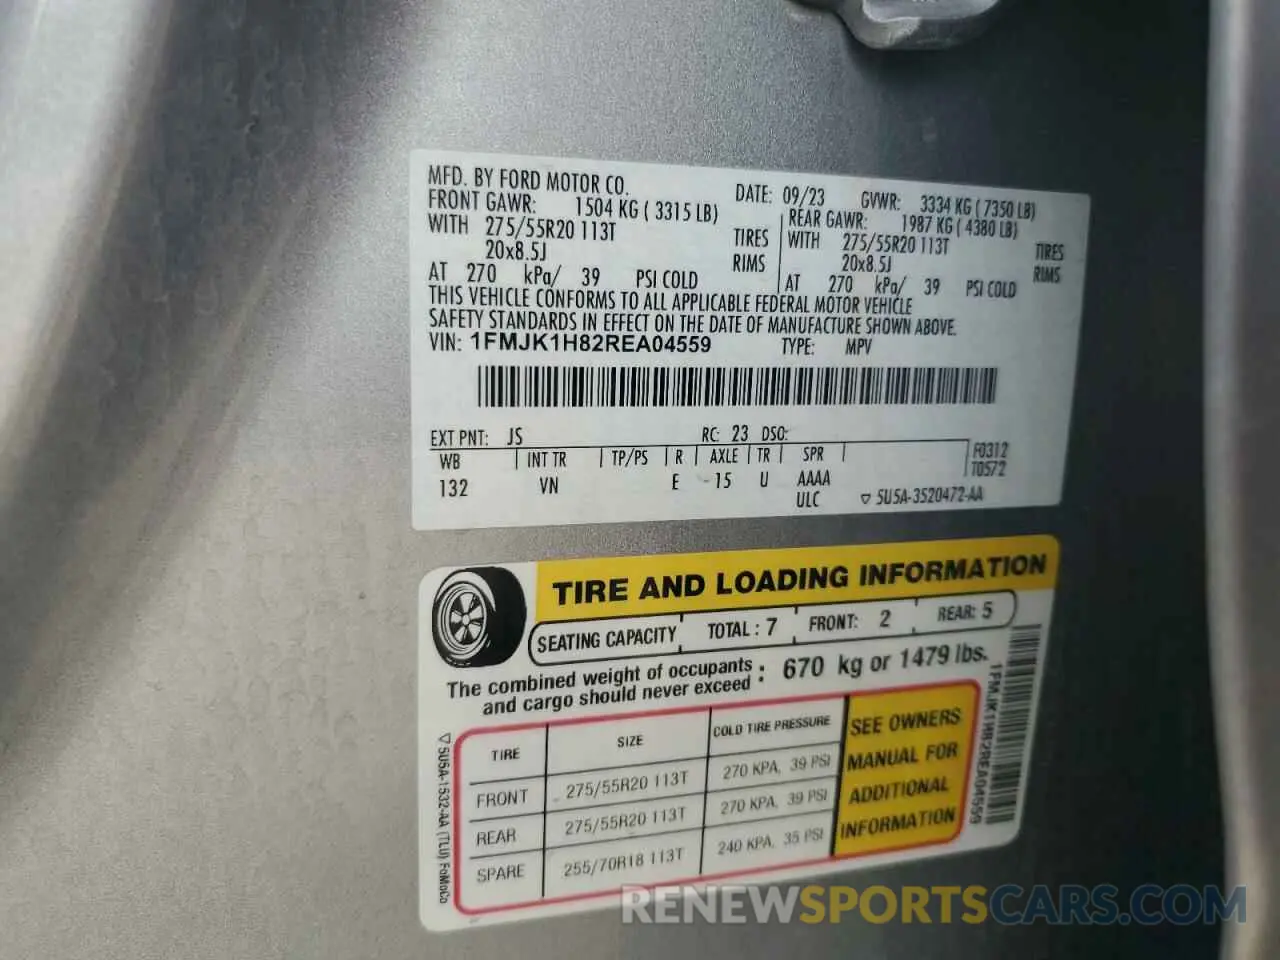 MFD. BY FORD MOTOR CO.
DATE: 09/23 GVWR: 3334 KG ( 7350 LB)
FRONT GAWR: 1504 KG ( 3315 LB)
REAR GAWR: 1987 KG ( 4380 LB)
WITH 275/55R20 113T TIRES
WITH 275/55R20 113T TIRES
20x8.5J RIMS
20x8.5J RIMS
AT 270 kPa/ 39 PSI COLD
AT 270 kPa/ 39 PSI COLD
THIS VEHICLE CONFORMS TO ALL APPLICABLE FEDERAL MOTOR VEHICLE
SAFETY STANDARDS IN EFFECT ON THE DATE OF MANUFACTURE SHOWN ABOVE.
VIN: 1FMJK1H82REA04559 TYPE: MPV
EXT PNT: JS RC: 23 DSO:
WB INT TR TP/PS R AXLE TR SPR
F0312
T0572
132 VN E 15 U AAAA
ULC
5U5A-3520472-AA
TIRE AND LOADING INFORMATION
SEATING CAPACITY TOTAL : 7 FRONT: 2 REAR: 5
The combined weight of occupants
and cargo should never exceed : 670 kg or 1479 lbs.
TIRE SIZE COLD TIRE PRESSURE
FRONT 275/55R20 113T 270 KPA, 39 PSI
REAR 275/55R20 113T 270 KPA, 39 PSI
SPARE 255/70R18 113T 240 KPA, 35 PSI
SEE OWNERS
MANUAL FOR
ADDITIONAL
INFORMATION
5U5A-1532-AA (TLU) FoMoCo
1FMJK1H82REA04559
RENEWSPORTSCARS.COM